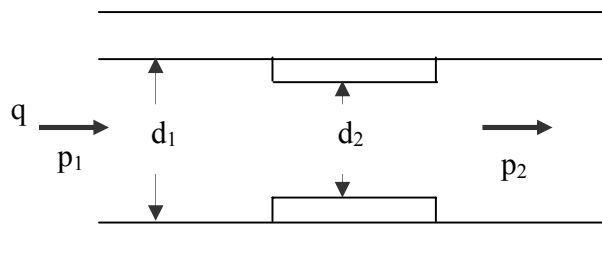 q
p₁
d₁
d₂
p₂